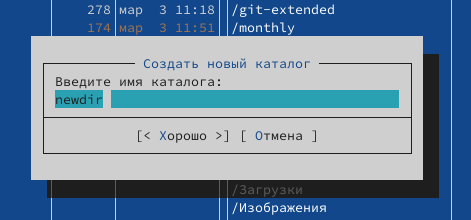 278 мар 3 11:18 /git-extended
174 мар 3 11:51 /monthly
Создать новый каталог
Введите имя каталога:
newdir
[< Хорошо >] [ Отмена ]
/Загрузки
/Изображения